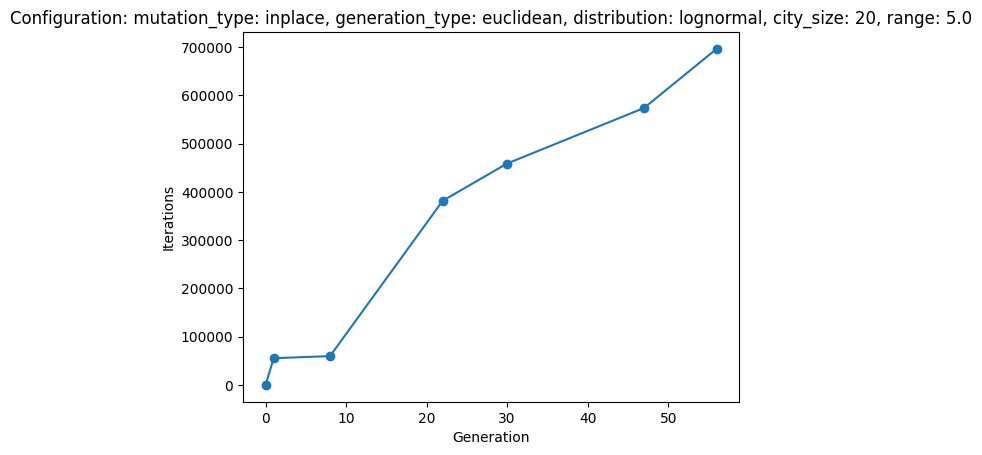 Configuration: mutation_type: inplace, generation_type: euclidean, distribution: lognormal, city_size: 20, range: 5.0
700000
600000
500000
400000
300000
200000
100000
0
Iterations
0 10 20 30 40 50
Generation